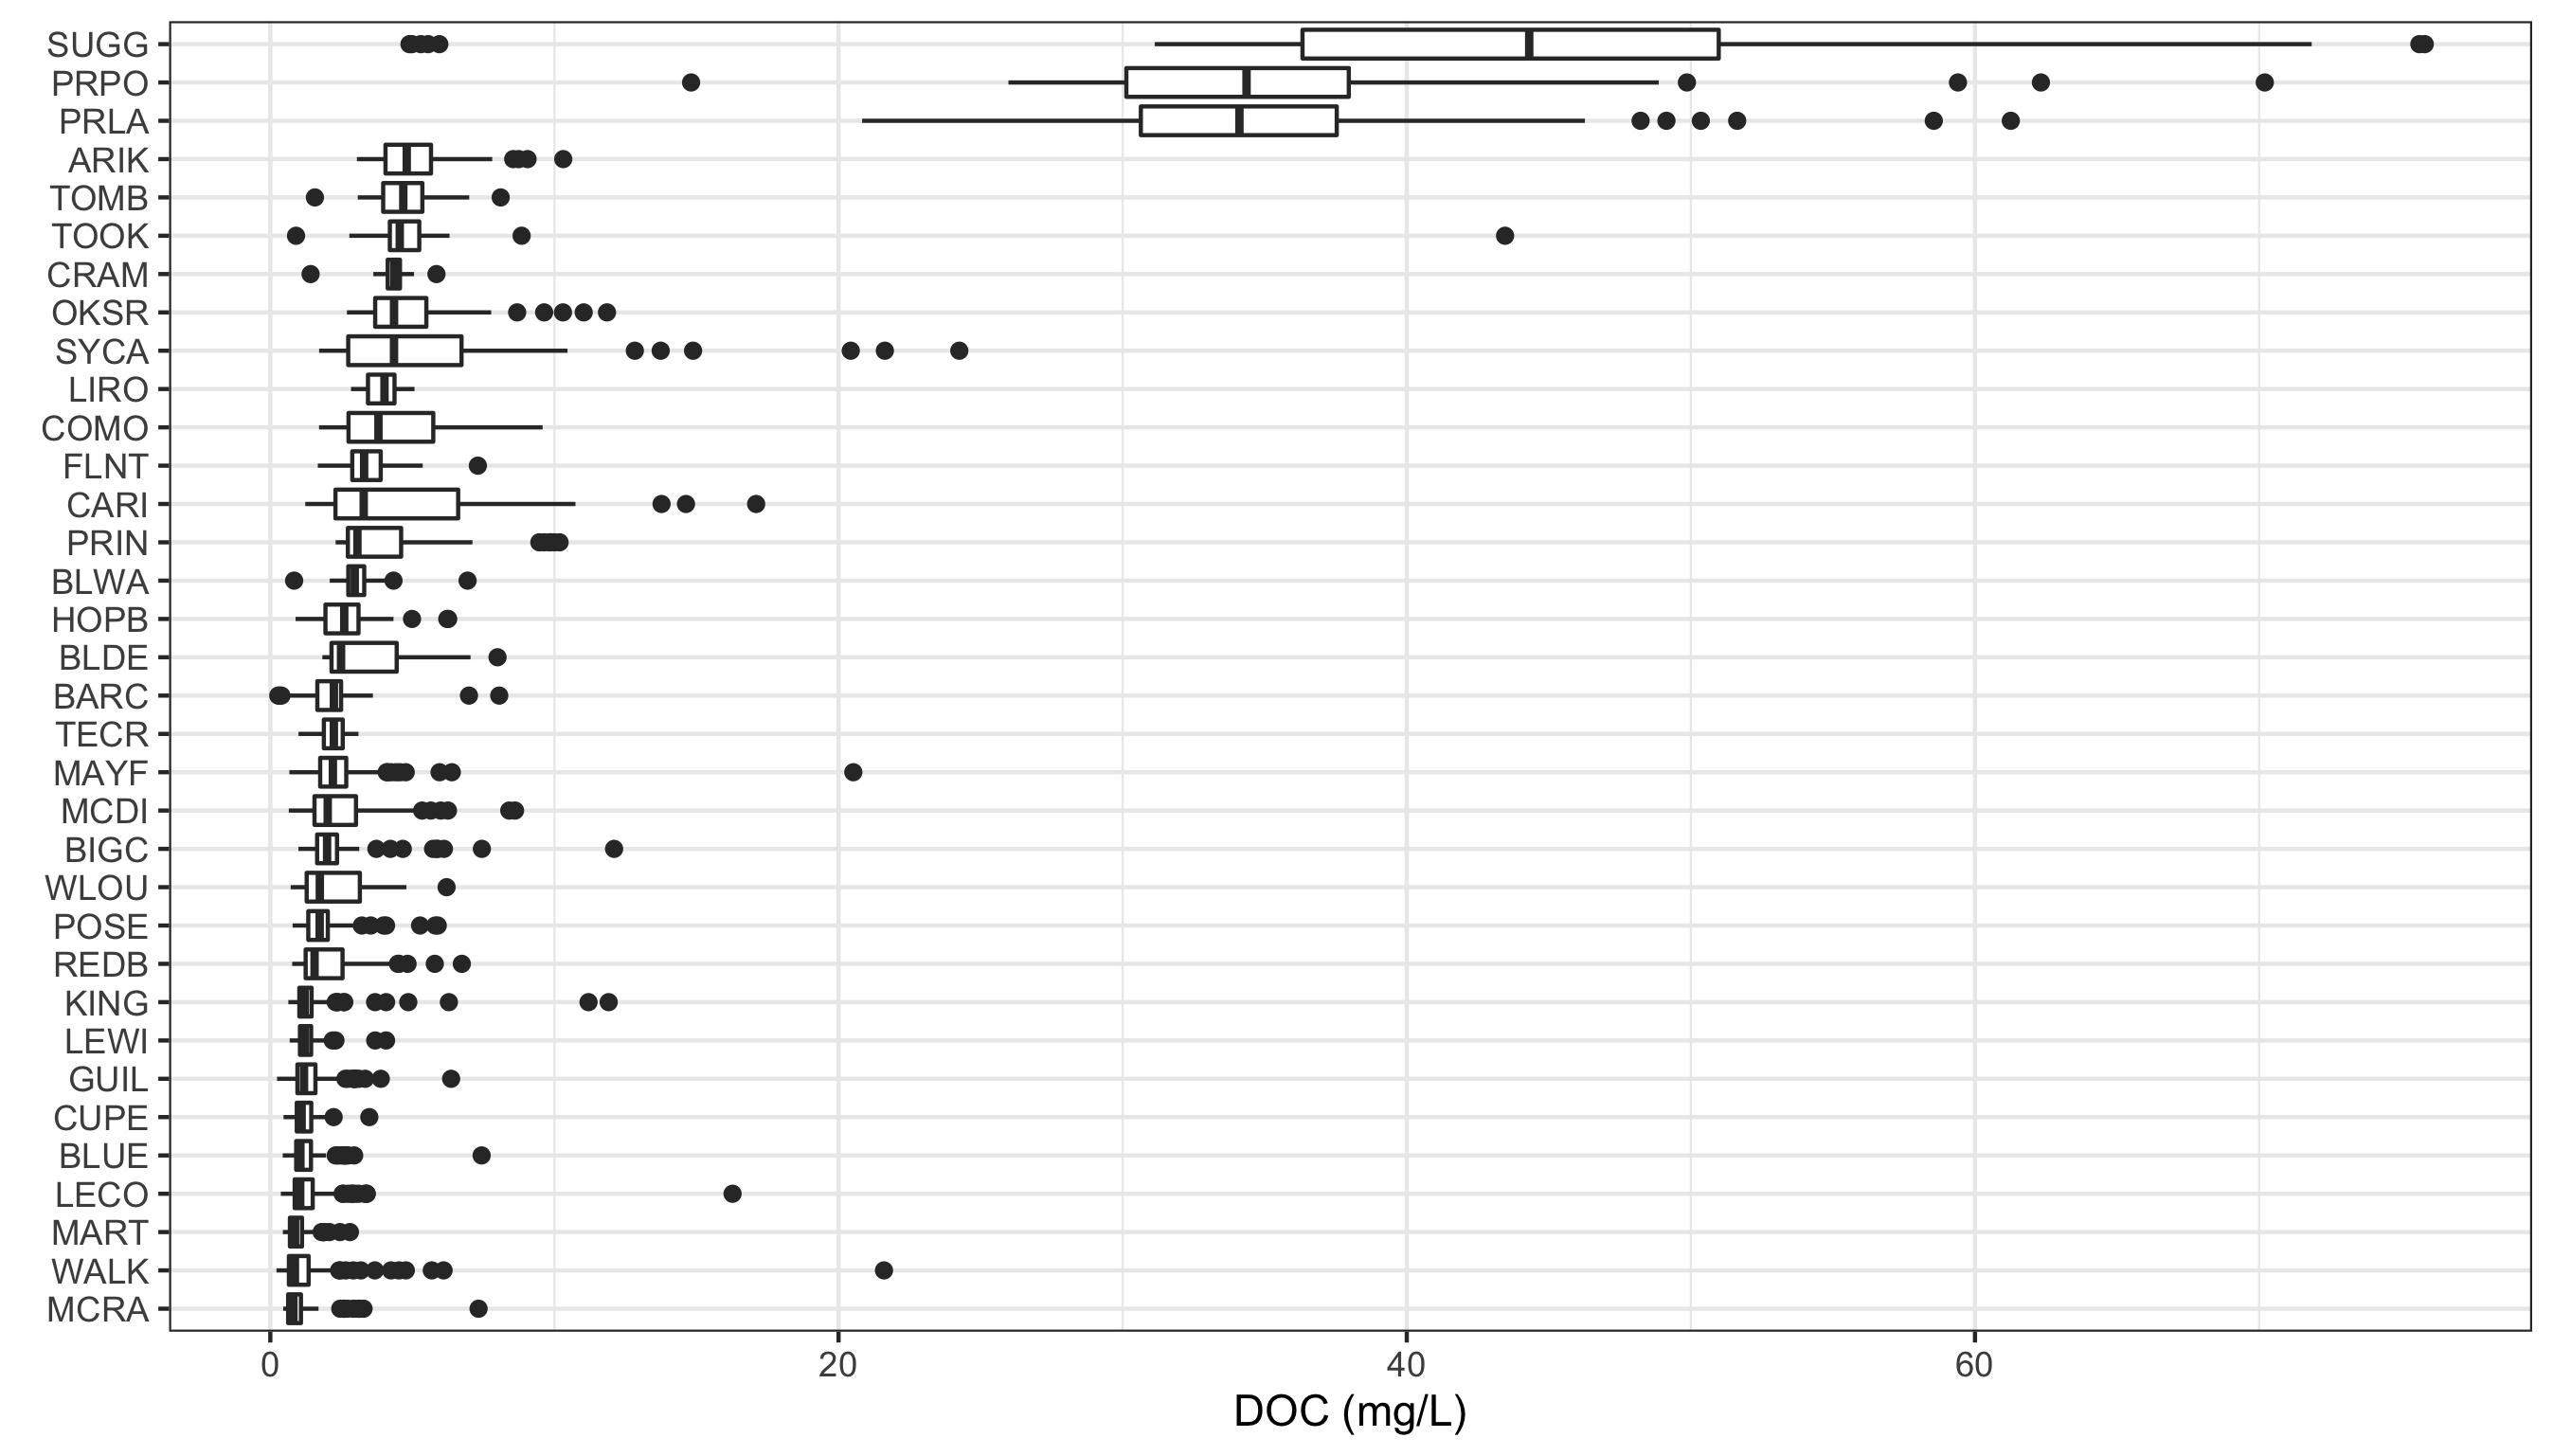 SUGG
PRPO
PRLA
ARIK
TOMB
TOOK
CRAM
OKSR
SYCA
LIRO
COMO
FLNT
CARI
PRIN
BLWA
HOPB
BLDE
BARC
TECR
MAYF
MCDI
BIGC
WLOU
POSE
REDB
KING
LEWI
GUIL
CUPE
BLUE
LECO
MART
WALK
MCRA
0 20 40 60
DOC (mg/L)